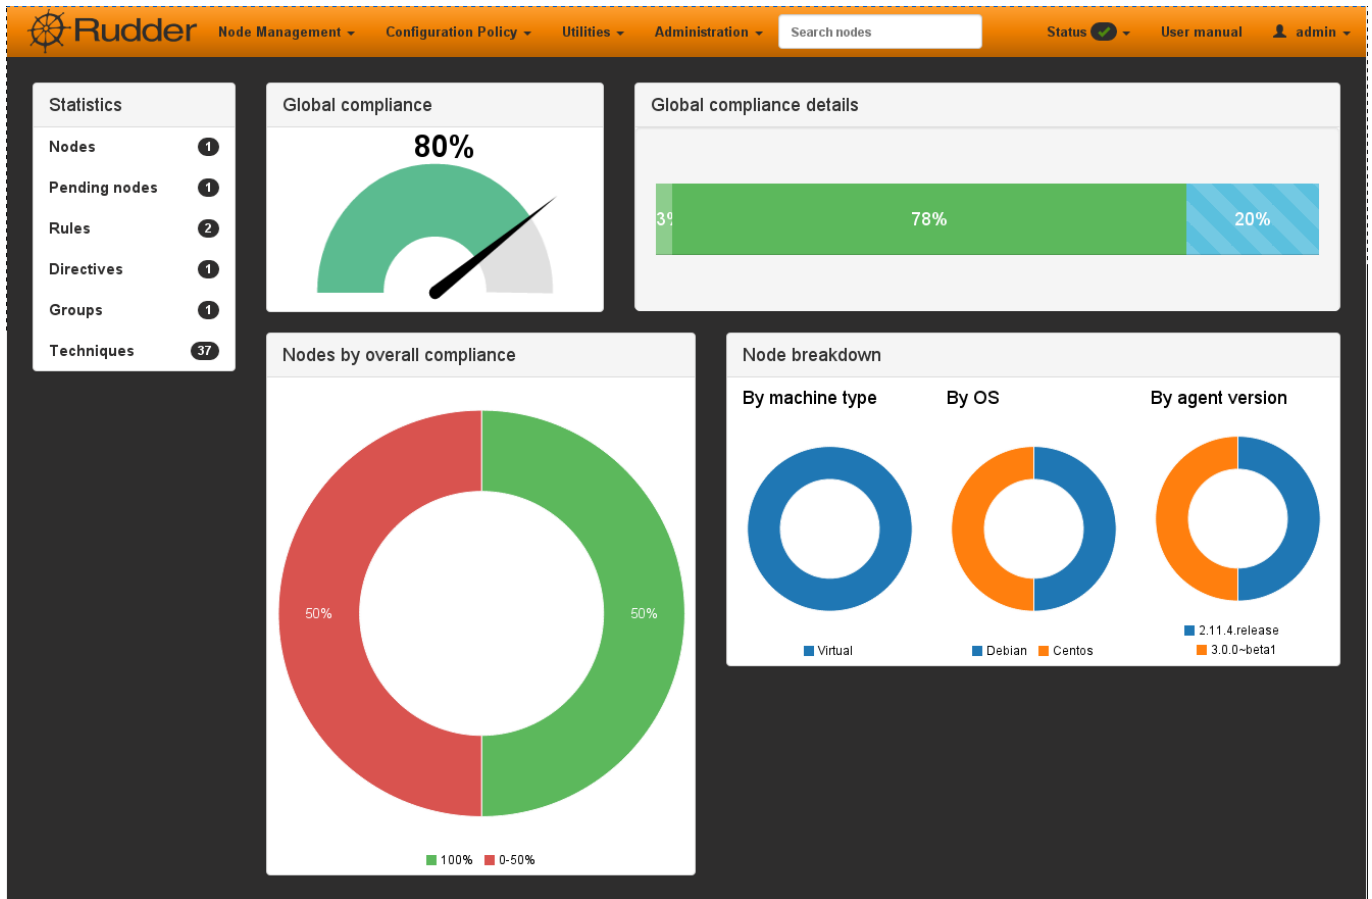 Rudder Node Management Configuration Policy Utilities Administration Search nodes Status User manual admin
Statistics
Nodes 1
Pending nodes 1
Rules 2
Directives 1
Groups 1
Techniques 37
Global compliance
80%
Global compliance details
3%
78%
20%
Nodes by overall compliance
50%
50%
100% 0-50%
Node breakdown
By machine type
Virtual
By OS
Debian Centos
By agent version
2.11.4.release
3.0.0~beta1